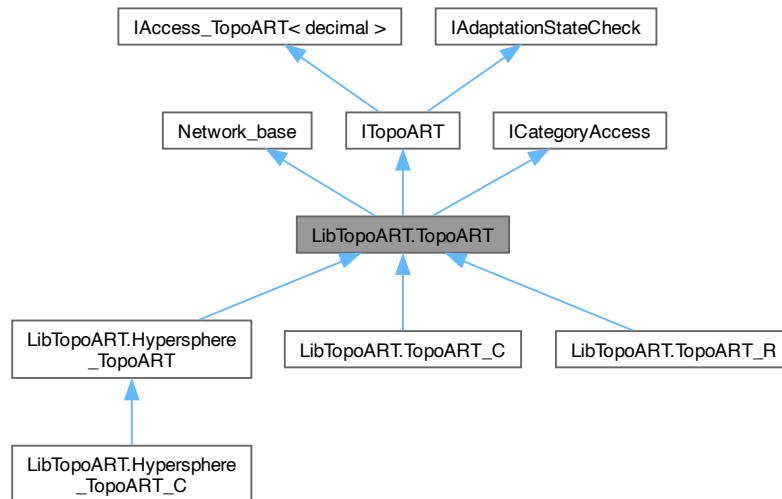 IAccess_TopoART< decimal >
IAdaptationStateCheck
Network_base
ITopoART
ICategoryAccess
LibTopoART.TopoART
LibTopoART.Hypersphere
_TopoART
LibTopoART.TopoART_C
LibTopoART.TopoART_R
LibTopoART.Hypersphere
_TopoART_C